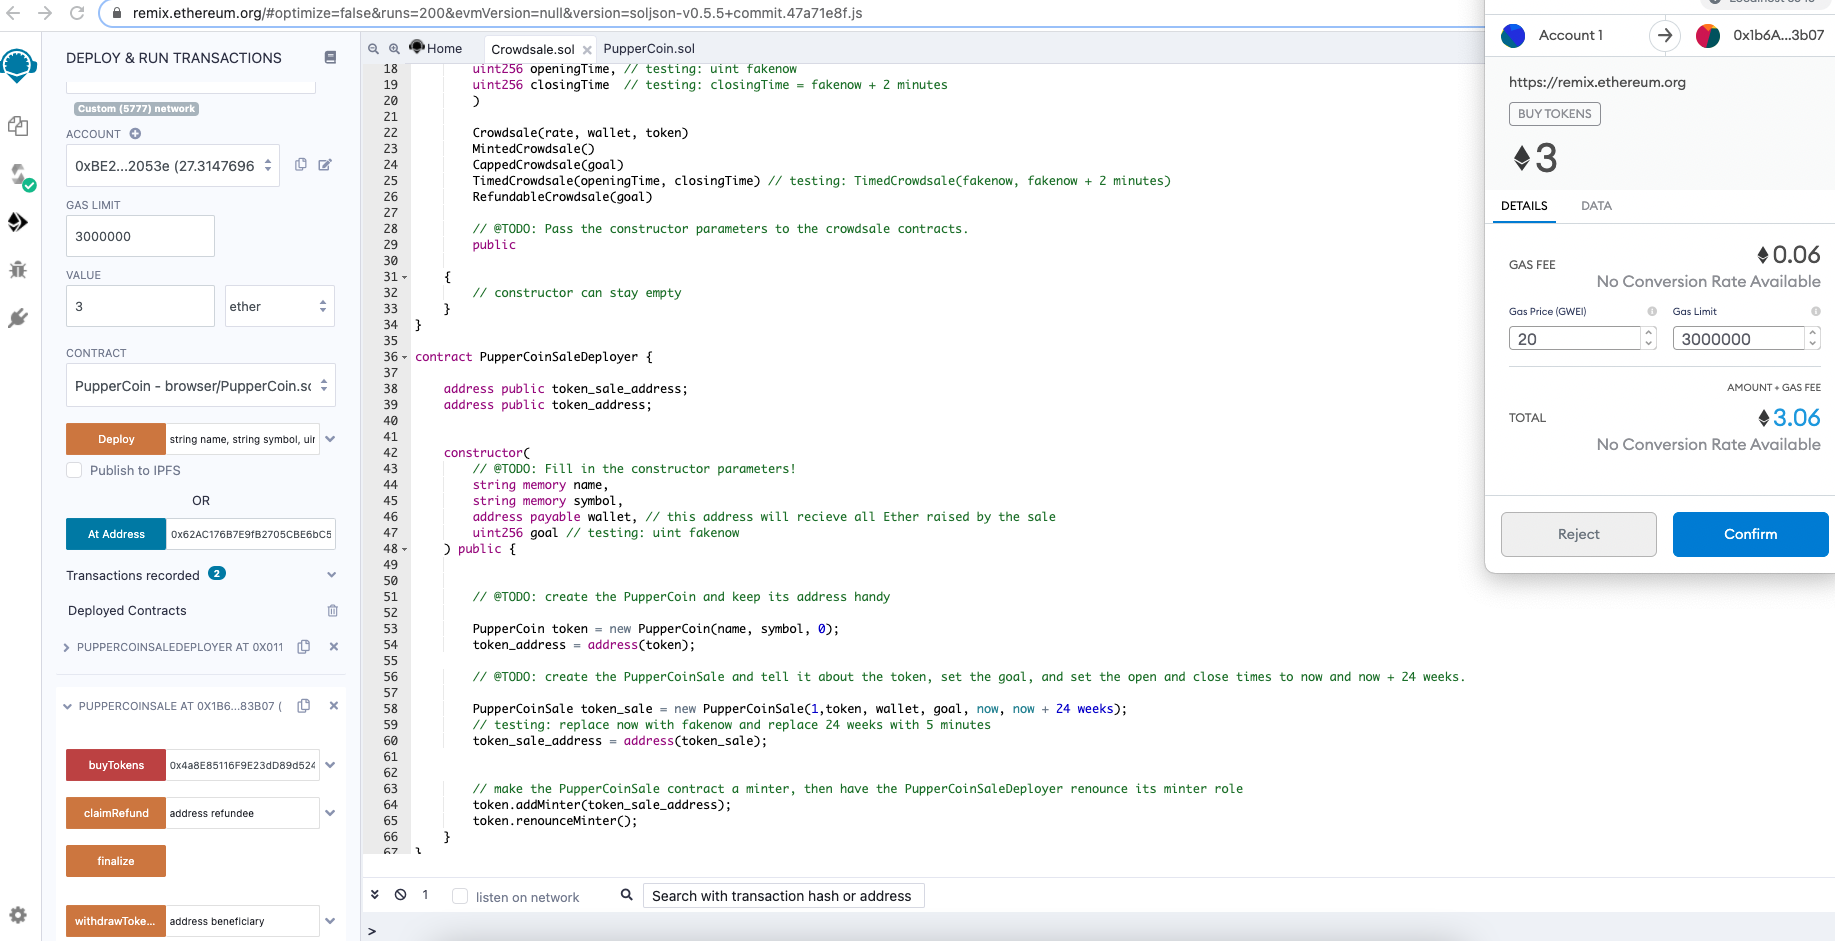 remix.ethereum.org/#optimize=false&runs=200&evmVersion=null&version=soljson-v0.5.5+commit.47a71e8f.js
DEPLOY & RUN TRANSACTIONS
Custom (5777) network
ACCOUNT
0xBE2...2053e (27.3147696
GAS LIMIT
3000000
VALUE
3
ether
CONTRACT
PupperCoin - browser/PupperCoin.sc
Deploy
string name, string symbol, uir
Publish to IPFS
OR
At Address
0x62AC176B7E9fB2705CBE6bC5
Transactions recorded 2
Deployed Contracts
PUPPERCOINSALEDEPLOYER AT 0X011
PUPPERCOINSALE AT 0X1B6...83B07 (
buyTokens
0x4a8E85116F9E23dD89d524
claimRefund
address refundee
finalize
withdrawToke...
address beneficiary
Home
Crowdsale.sol
PupperCoin.sol
18 uint256 openingTime, // testing: uint fakenow
19 uint256 closingTime // testing: closingTime = fakenow + 2 minutes
20 )
21
22 Crowdsale(rate, wallet, token)
23 MintedCrowdsale()
24 CappedCrowdsale(goal)
25 TimedCrowdsale(openingTime, closingTime) // testing: TimedCrowdsale(fakenow, fakenow + 2 minutes)
26 RefundableCrowdsale(goal)
27
28 // @TODO: Pass the constructor parameters to the crowdsale contracts.
29 public
30
31 {
32 // constructor can stay empty
33 }
34 }
35
36 contract PupperCoinSaleDeployer {
37
38 address public token_sale_address;
39 address public token_address;
40
41
42 constructor(
43 // @TODO: Fill in the constructor parameters!
44 string memory name,
45 string memory symbol,
46 address payable wallet, // this address will recieve all Ether raised by the sale
47 uint256 goal // testing: uint fakenow
48 ) public {
49
50
51 // @TODO: create the PupperCoin and keep its address handy
52
53 PupperCoin token = new PupperCoin(name, symbol, 0);
54 token_address = address(token);
55
56 // @TODO: create the PupperCoinSale and tell it about the token, set the goal, and set the open and close times to now and now + 24 weeks.
57
58 PupperCoinSale token_sale = new PupperCoinSale(1,token, wallet, goal, now, now + 24 weeks);
59 // testing: replace now with fakenow and replace 24 weeks with 5 minutes
60 token_sale_address = address(token_sale);
61
62
63 // make the PupperCoinSale contract a minter, then have the PupperCoinSaleDeployer renounce its minter role
64 token.addMinter(token_sale_address);
65 token.renounceMinter();
66 }
67 }
1
listen on network
Search with transaction hash or address
>
Account 1
0x1b6A...3b07
https://remix.ethereum.org
BUY TOKENS
3
DETAILS
DATA
GAS FEE
0.06
No Conversion Rate Available
Gas Price (GWEI)
Gas Limit
20
3000000
AMOUNT + GAS FEE
TOTAL
3.06
No Conversion Rate Available
Reject
Confirm